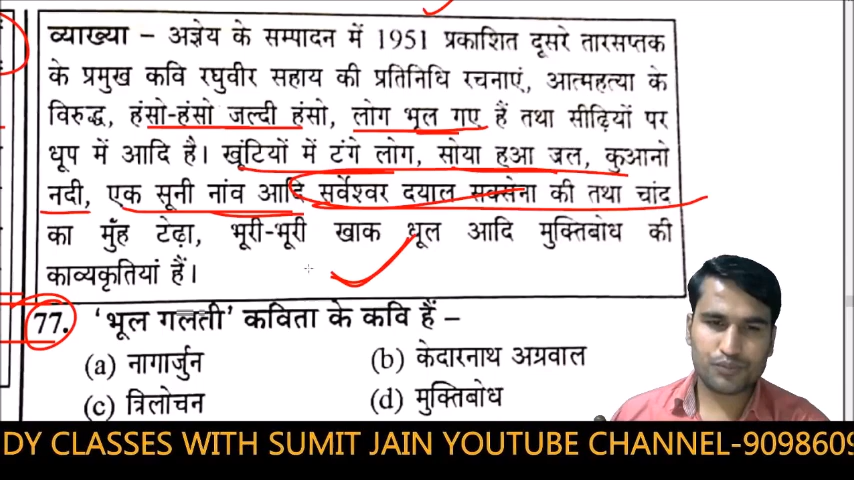 व्याख्या – अज्ञेय के सम्पादन में 1951 प्रकाशित दूसरे तारसप्तक
के प्रमुख कवि रघुवीर सहाय की प्रतिनिधि रचनाएं, आत्महत्या के
विरुद्ध, हंसो-हंसो जल्दी हंसो, लोग भूल गए हैं तथा सीढ़ियों पर
धूप में आदि है। खूंटियों में टंगे लोग, सोया हुआ जल, कुआनो
नदी, एक सूनी नांव आदि सर्वेश्वर दयाल सक्सेना की तथा चांद
का मुँह टेढ़ा, भूरी-भूरी खाक धूल आदि मुक्तिबोध की
काव्यकृतियां हैं।
77. 'भूल गलती' कविता के कवि हैं –
(a) नागार्जुन (b) केदारनाथ अग्रवाल
(c) त्रिलोचन (d) मुक्तिबोध
DY CLASSES WITH SUMIT JAIN YOUTUBE CHANNEL-9098609